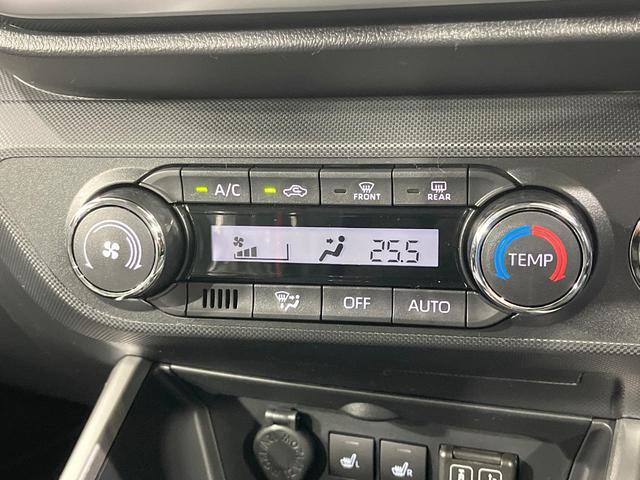 A/C
FRONT
REAR
25.5
TEMP
OFF
AUTO
L
R